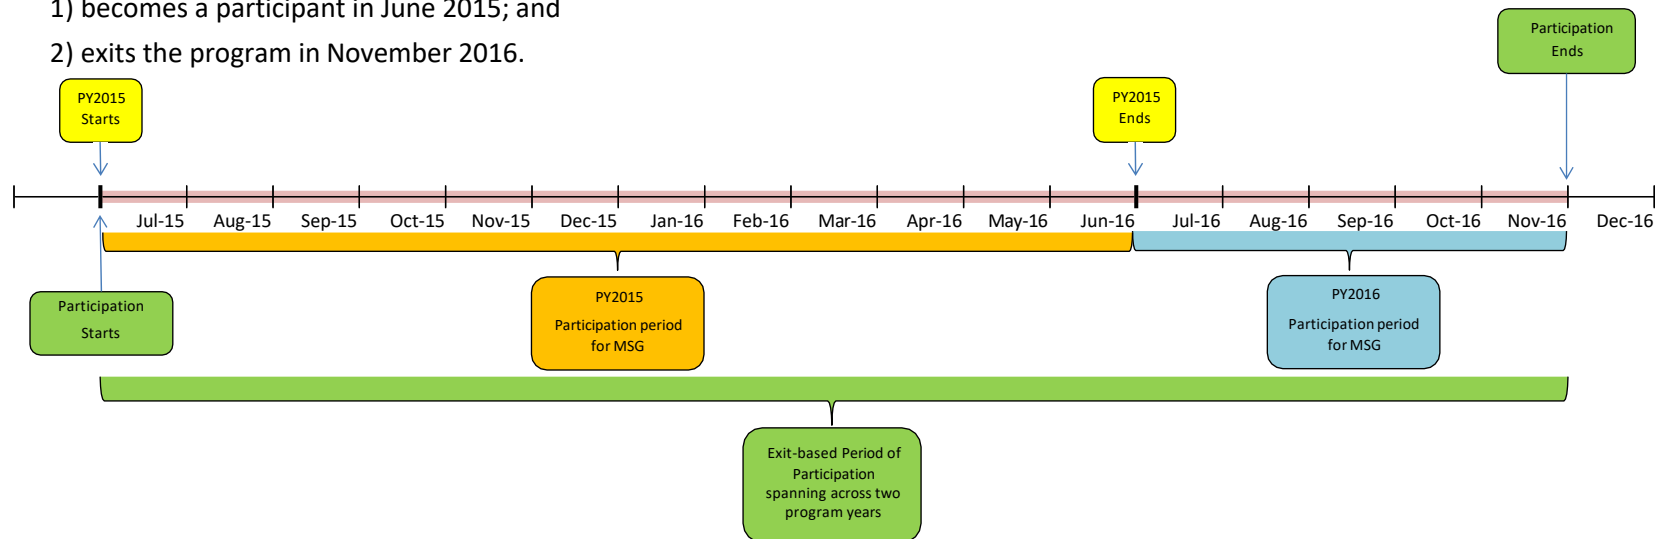 1) becomes a participant in June 2015; and
2) exits the program in November 2016.
Participation
Ends
PY2015
Starts
PY2015
Ends
Jul-15 Aug-15 Sep-15 Oct-15 Nov-15 Dec-15 Jan-16 Feb-16 Mar-16 Apr-16 May-16 Jun-16 Jul-16 Aug-16 Sep-16 Oct-16 Nov-16 Dec-16
Participation
Starts
PY2015
Participation period
for MSG
PY2016
Participation period
for MSG
Exit-based Period of
Participation
spanning across two
program years